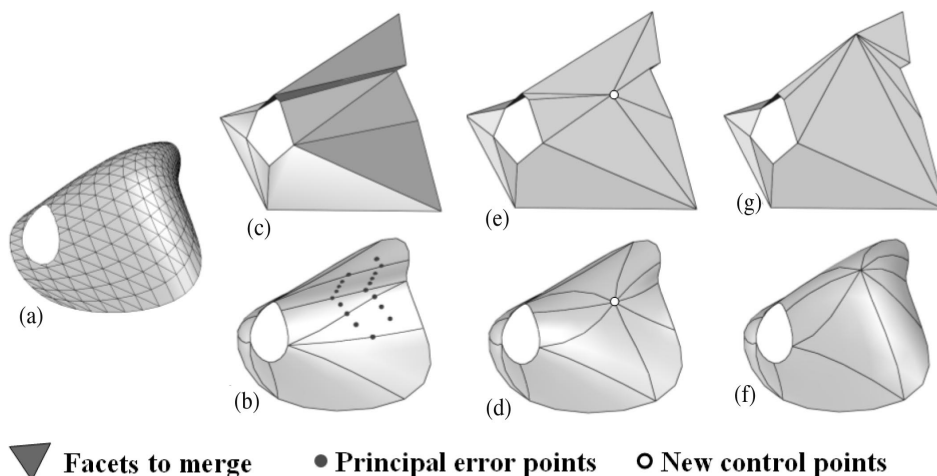 (c)
(e)
(g)
(a)
(b)
(d)
(f)
Facets to merge
Principal error points
New control points